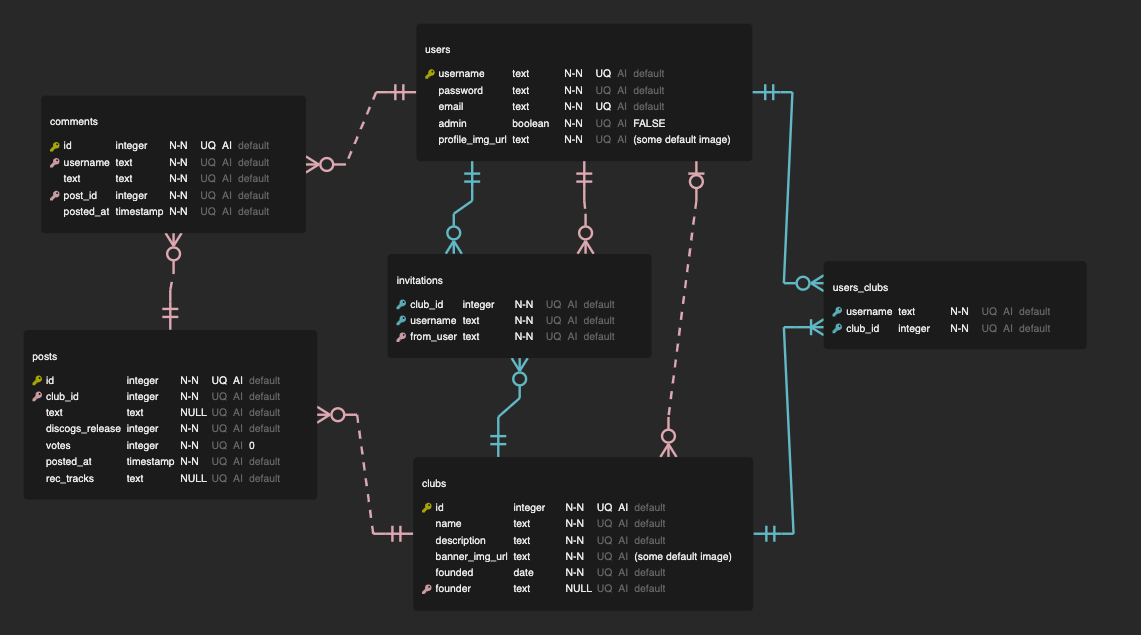 users
username text N-N UQ AI default
password text N-N UQ AI default
email text N-N UQ AI default
admin boolean N-N UQ AI FALSE
profile_img_url text N-N UQ AI (some default image)
comments
id integer N-N UQ AI default
username text N-N UQ AI default
text text N-N UQ AI default
post_id integer N-N UQ AI default
posted_at timestamp N-N UQ AI default
invitations
club_id integer N-N UQ AI default
username text N-N UQ AI default
from_user text N-N UQ AI default
users_clubs
username text N-N UQ AI default
club_id integer N-N UQ AI default
posts
id integer N-N UQ AI default
club_id integer N-N UQ AI default
text text NULL UQ AI default
discogs_release integer N-N UQ AI default
votes integer N-N UQ AI 0
posted_at timestamp N-N UQ AI default
rec_tracks text NULL UQ AI default
clubs
id integer N-N UQ AI default
name text N-N UQ AI default
description text N-N UQ AI default
banner_img_url text N-N UQ AI (some default image)
founded date N-N UQ AI default
founder text NULL UQ AI default